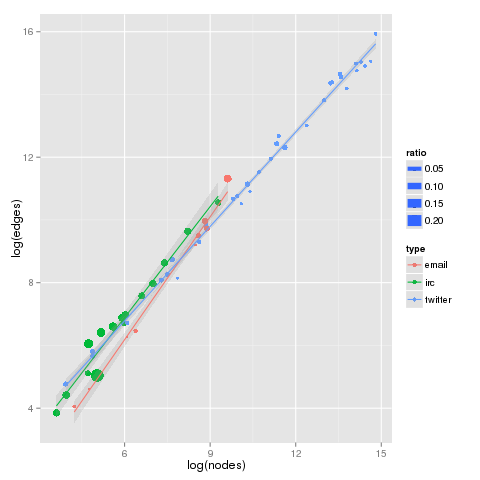 16
12
8
4
log(edges)
6
9
12
15
log(nodes)
ratio
0.05
0.10
0.15
0.20
type
email
irc
twitter